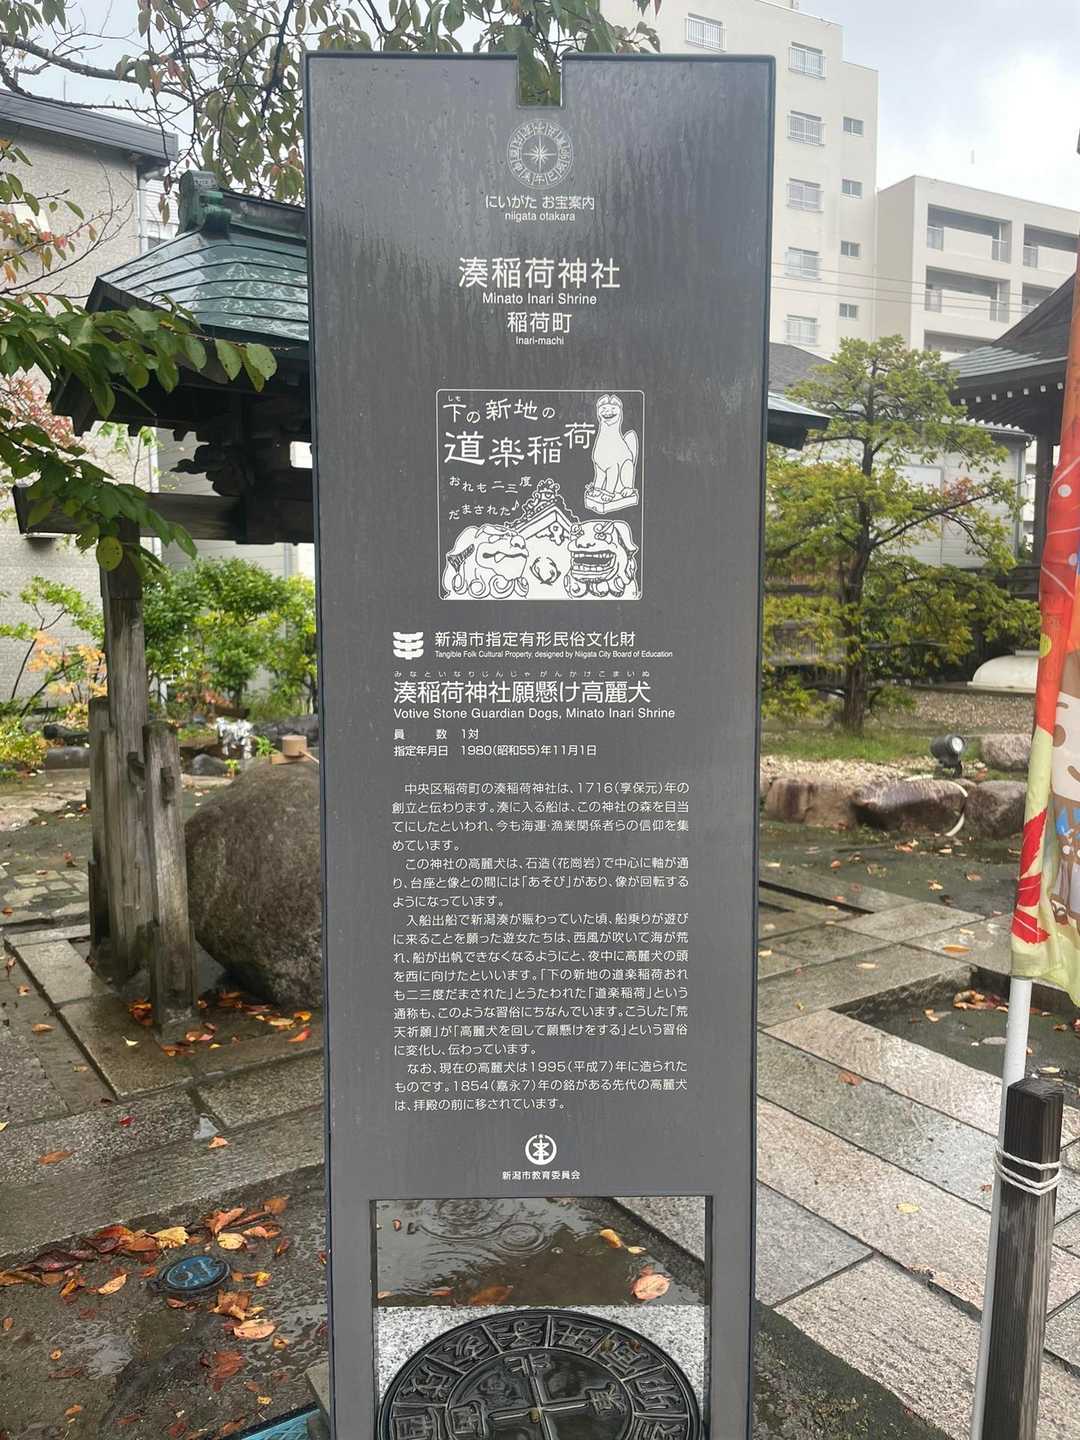 にいがた お宝案内
niigata otakara
湊稲荷神社
Minato Inari Shrine
稲荷町
Inari-machi
しも
下の新地の
道楽稲荷
おれも二三度
だまされた♪
新潟市指定有形民俗文化財
Tangible Folk Cultural Property, designed by Niigata City Board of Education
みなといなりじんじゃがんかけこまいぬ
湊稲荷神社願懸け高麗犬
Votive Stone Guardian Dogs, Minato Inari Shrine
員　　数　1対
指定年月日　1980(昭和55)年11月1日
中央区稲荷町の湊稲荷神社は、1716(享保元)年の
創立と伝わります。湊に入る船は、この神社の森を目当
てにしたといわれ、今も海運・漁業関係者らの信仰を集
めています。
この神社の高麗犬は、石造(花崗岩)で中心に軸が通
り、台座と像との間には「あそび」があり、像が回転する
ようになっています。
入船出船で新潟湊が賑わっていた頃、船乗りが遊び
に来ることを願った遊女たちは、西風が吹いて海が荒
れ、船が出帆できなくなるようにと、夜中に高麗犬の頭
を西に向けたといいます。「下の新地の道楽稲荷おれ
も二三度だまされた」とうたわれた「道楽稲荷」という
通称も、このような習俗にちなんでいます。こうした「荒
天祈願」が「高麗犬を回して願懸けをする」という習俗
に変化し、伝わっています。
なお、現在の高麗犬は1995(平成7)年に造られた
ものです。1854(嘉永7)年の銘がある先代の高麗犬
は、拝殿の前に移されています。
新潟市教育委員会
北
東
西